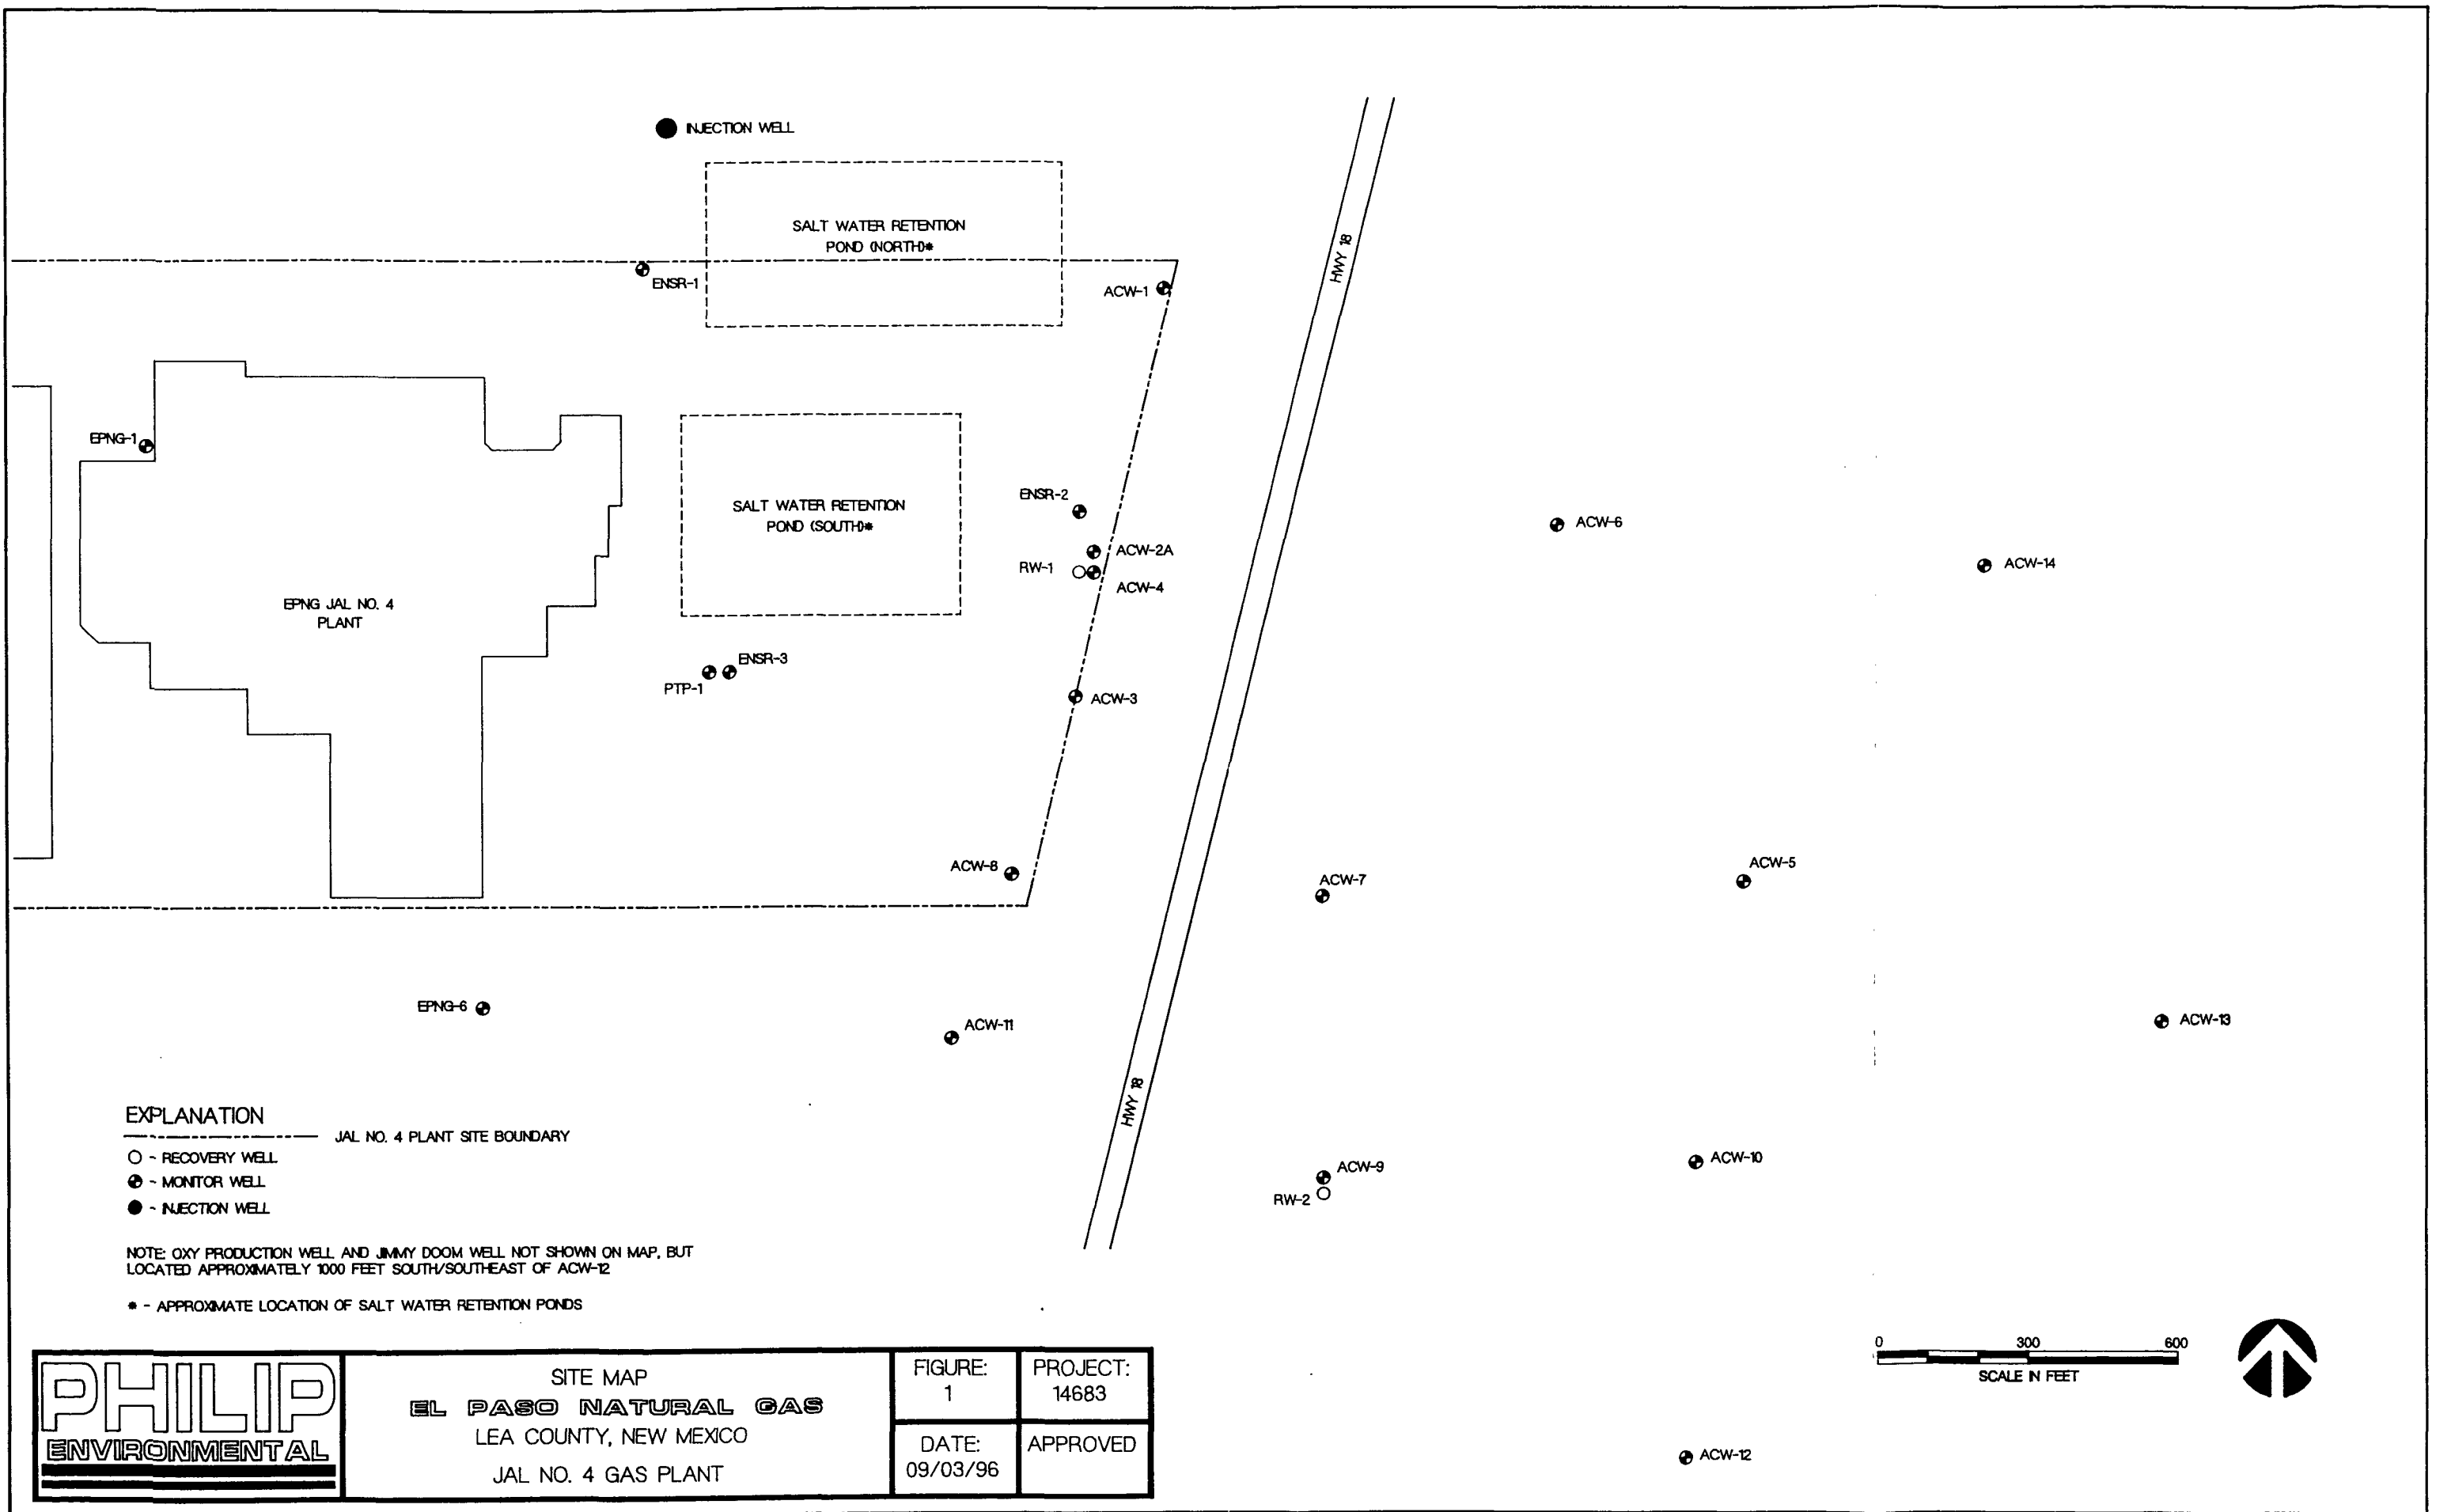 INJECTION WELL
SALT WATER RETENTION
POND (NORTH)*
HWY 18
ENSR-1
ACW-1
EPNG-1
SALT WATER RETENTION
POND (SOUTH)*
ENSR-2
ACW-2A
RW-1
ACW-4
ACW-6
ACW-14
EPNG JAL NO. 4
PLANT
ENSR-3
PTP-1
ACW-3
ACW-8
ACW-7
ACW-5
EPNG-6
ACW-11
ACW-13
HWY 18
ACW-9
RW-2
ACW-10
EXPLANATION
JAL NO. 4 PLANT SITE BOUNDARY
- RECOVERY WELL
- MONITOR WELL
- INJECTION WELL
NOTE: OXY PRODUCTION WELL AND JIMMY DOOM WELL NOT SHOWN ON MAP, BUT
LOCATED APPROXIMATELY 1000 FEET SOUTH/SOUTHEAST OF ACW-12
* - APPROXIMATE LOCATION OF SALT WATER RETENTION PONDS
0 300 600
SCALE IN FEET
ACW-12
PHILIP
ENVIRONMENTAL
SITE MAP
EL PASO NATURAL GAS
LEA COUNTY, NEW MEXICO
JAL NO. 4 GAS PLANT
FIGURE:
1
PROJECT:
14683
DATE:
09/03/96
APPROVED